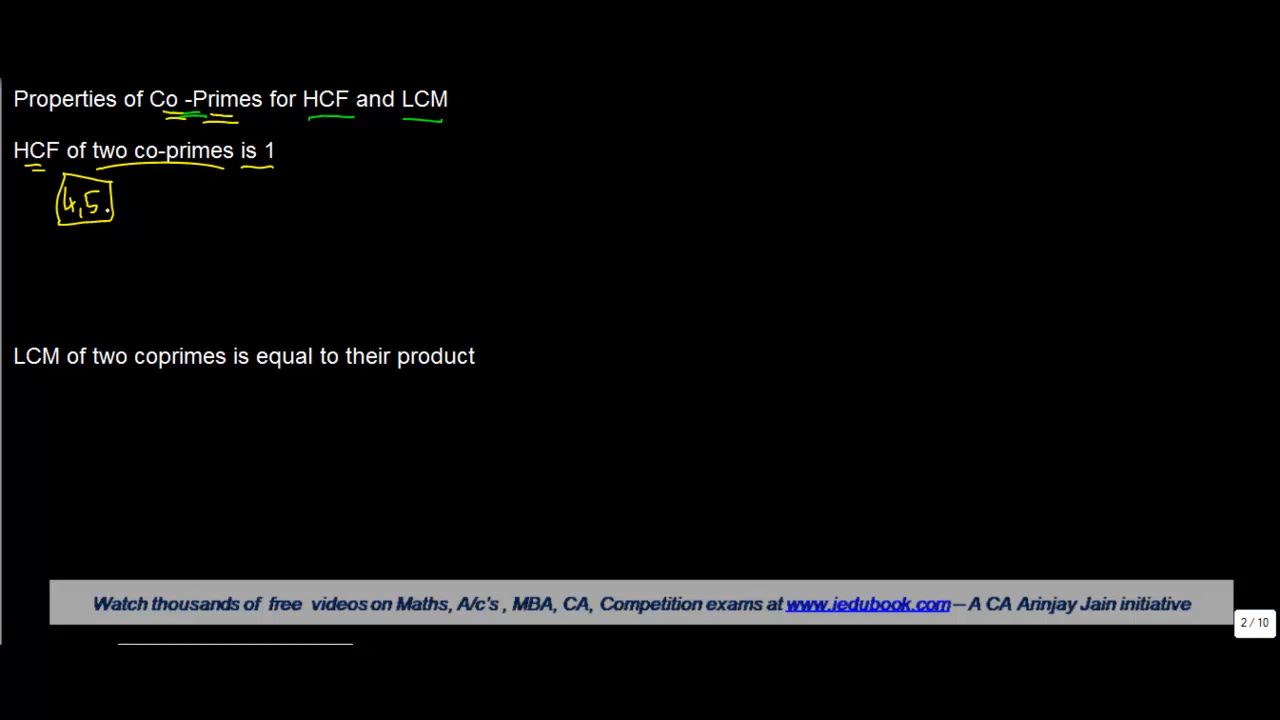 Properties of Co -Primes for HCF and LCM
HCF of two co-primes is 1
4,5.
LCM of two coprimes is equal to their product
Watch thousands of free videos on Maths, A/c's , MBA, CA, Competition exams at www.iedubook.com – A CA Arinjay Jain initiative
2 / 10